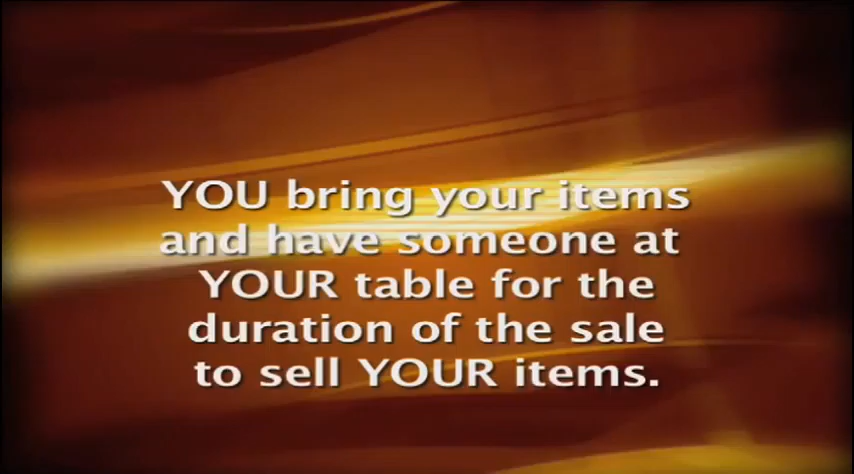 YOU bring your items
and have someone at
YOUR table for the
duration of the sale
to sell YOUR items.